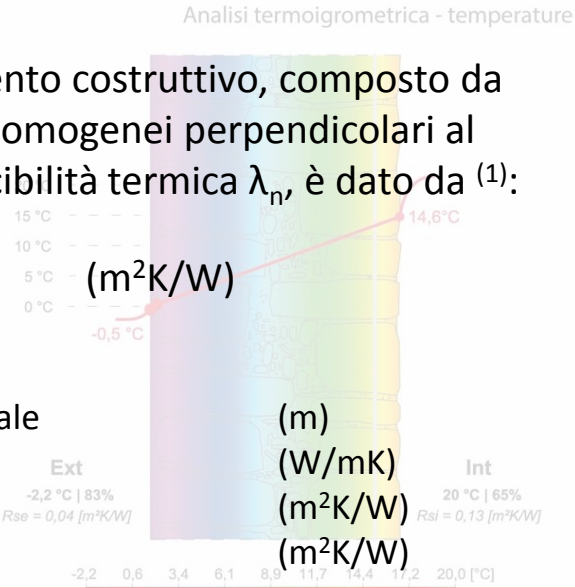 Analisi termoigrometrica - temperature
ento costruttivo, composto da
omogenei perpendicolari al
cibilità termica λn, è dato da (1):
15 °C
14,6°C
10 °C
5 °C
(m²K/W)
0 °C
-0,5 °C
ale (m)
(W/mK)
Ext
Int
-2,2 °C | 83%
20 °C | 65%
(m²K/W)
Rse = 0,04 [m²K/W]
Rsi = 0,13 [m²K/W]
(m²K/W)
-2,2 0,6 3,4 6,1 8,9 11,7 14,4 17,2 20,0 [°C]